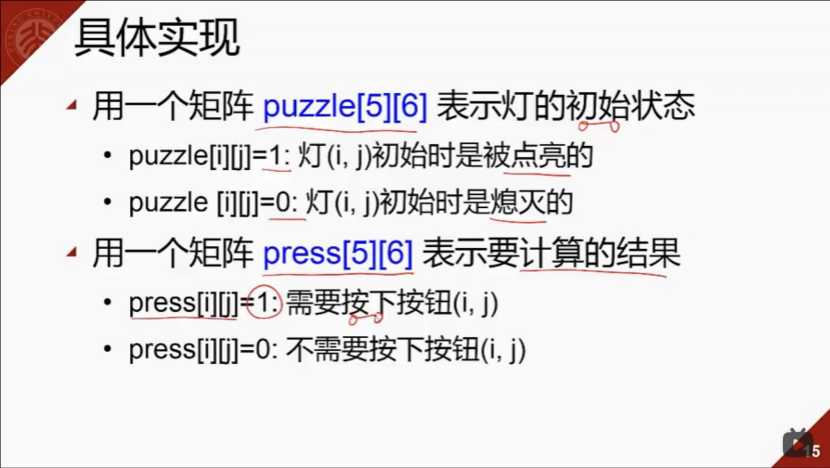 具体实现
用一个矩阵 puzzle[5][6] 表示灯的初始状态
• puzzle[i][j]=1: 灯(i, j)初始时是被点亮的
• puzzle [i][j]=0: 灯(i, j)初始时是熄灭的
用一个矩阵 press[5][6] 表示要计算的结果
• press[i][j]=1: 需要按下按钮(i, j)
• press[i][j]=0: 不需要按下按钮(i, j)
15